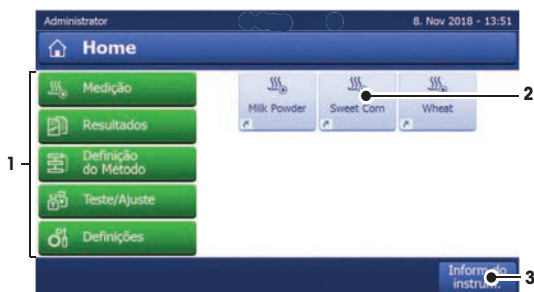 Administrator
8. Nov 2018 - 13:51
Home
Medição
Resultados
Definição
do Método
Teste/Ajuste
Definições
Milk Powder
Sweet Corn
Wheat
1
2
instrum.
3